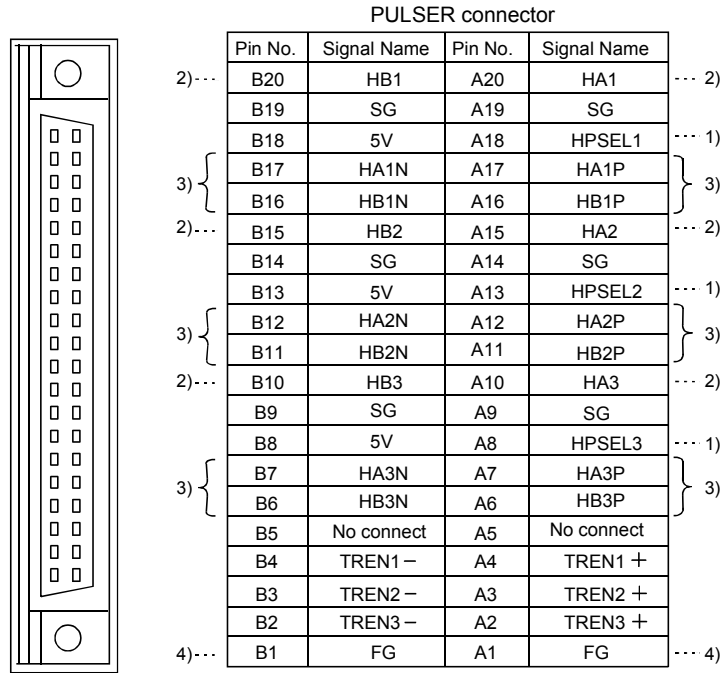 PULSER connector
Pin No. Signal Name Pin No. Signal Name
2) B20 HB1 A20 HA1 2)
B19 SG A19 SG
B18 5V A18 HPSEL1 1)
3) B17 HA1N A17 HA1P 3)
B16 HB1N A16 HB1P
2) B15 HB2 A15 HA2 2)
B14 SG A14 SG
B13 5V A13 HPSEL2 1)
3) B12 HA2N A12 HA2P 3)
B11 HB2N A11 HB2P
2) B10 HB3 A10 HA3 2)
B9 SG A9 SG
B8 5V A8 HPSEL3 1)
3) B7 HA3N A7 HA3P 3)
B6 HB3N A6 HB3P
B5 No connect A5 No connect
B4 TREN1− A4 TREN1 +
B3 TREN2− A3 TREN2 +
B2 TREN3− A2 TREN3 +
4) B1 FG A1 FG 4)